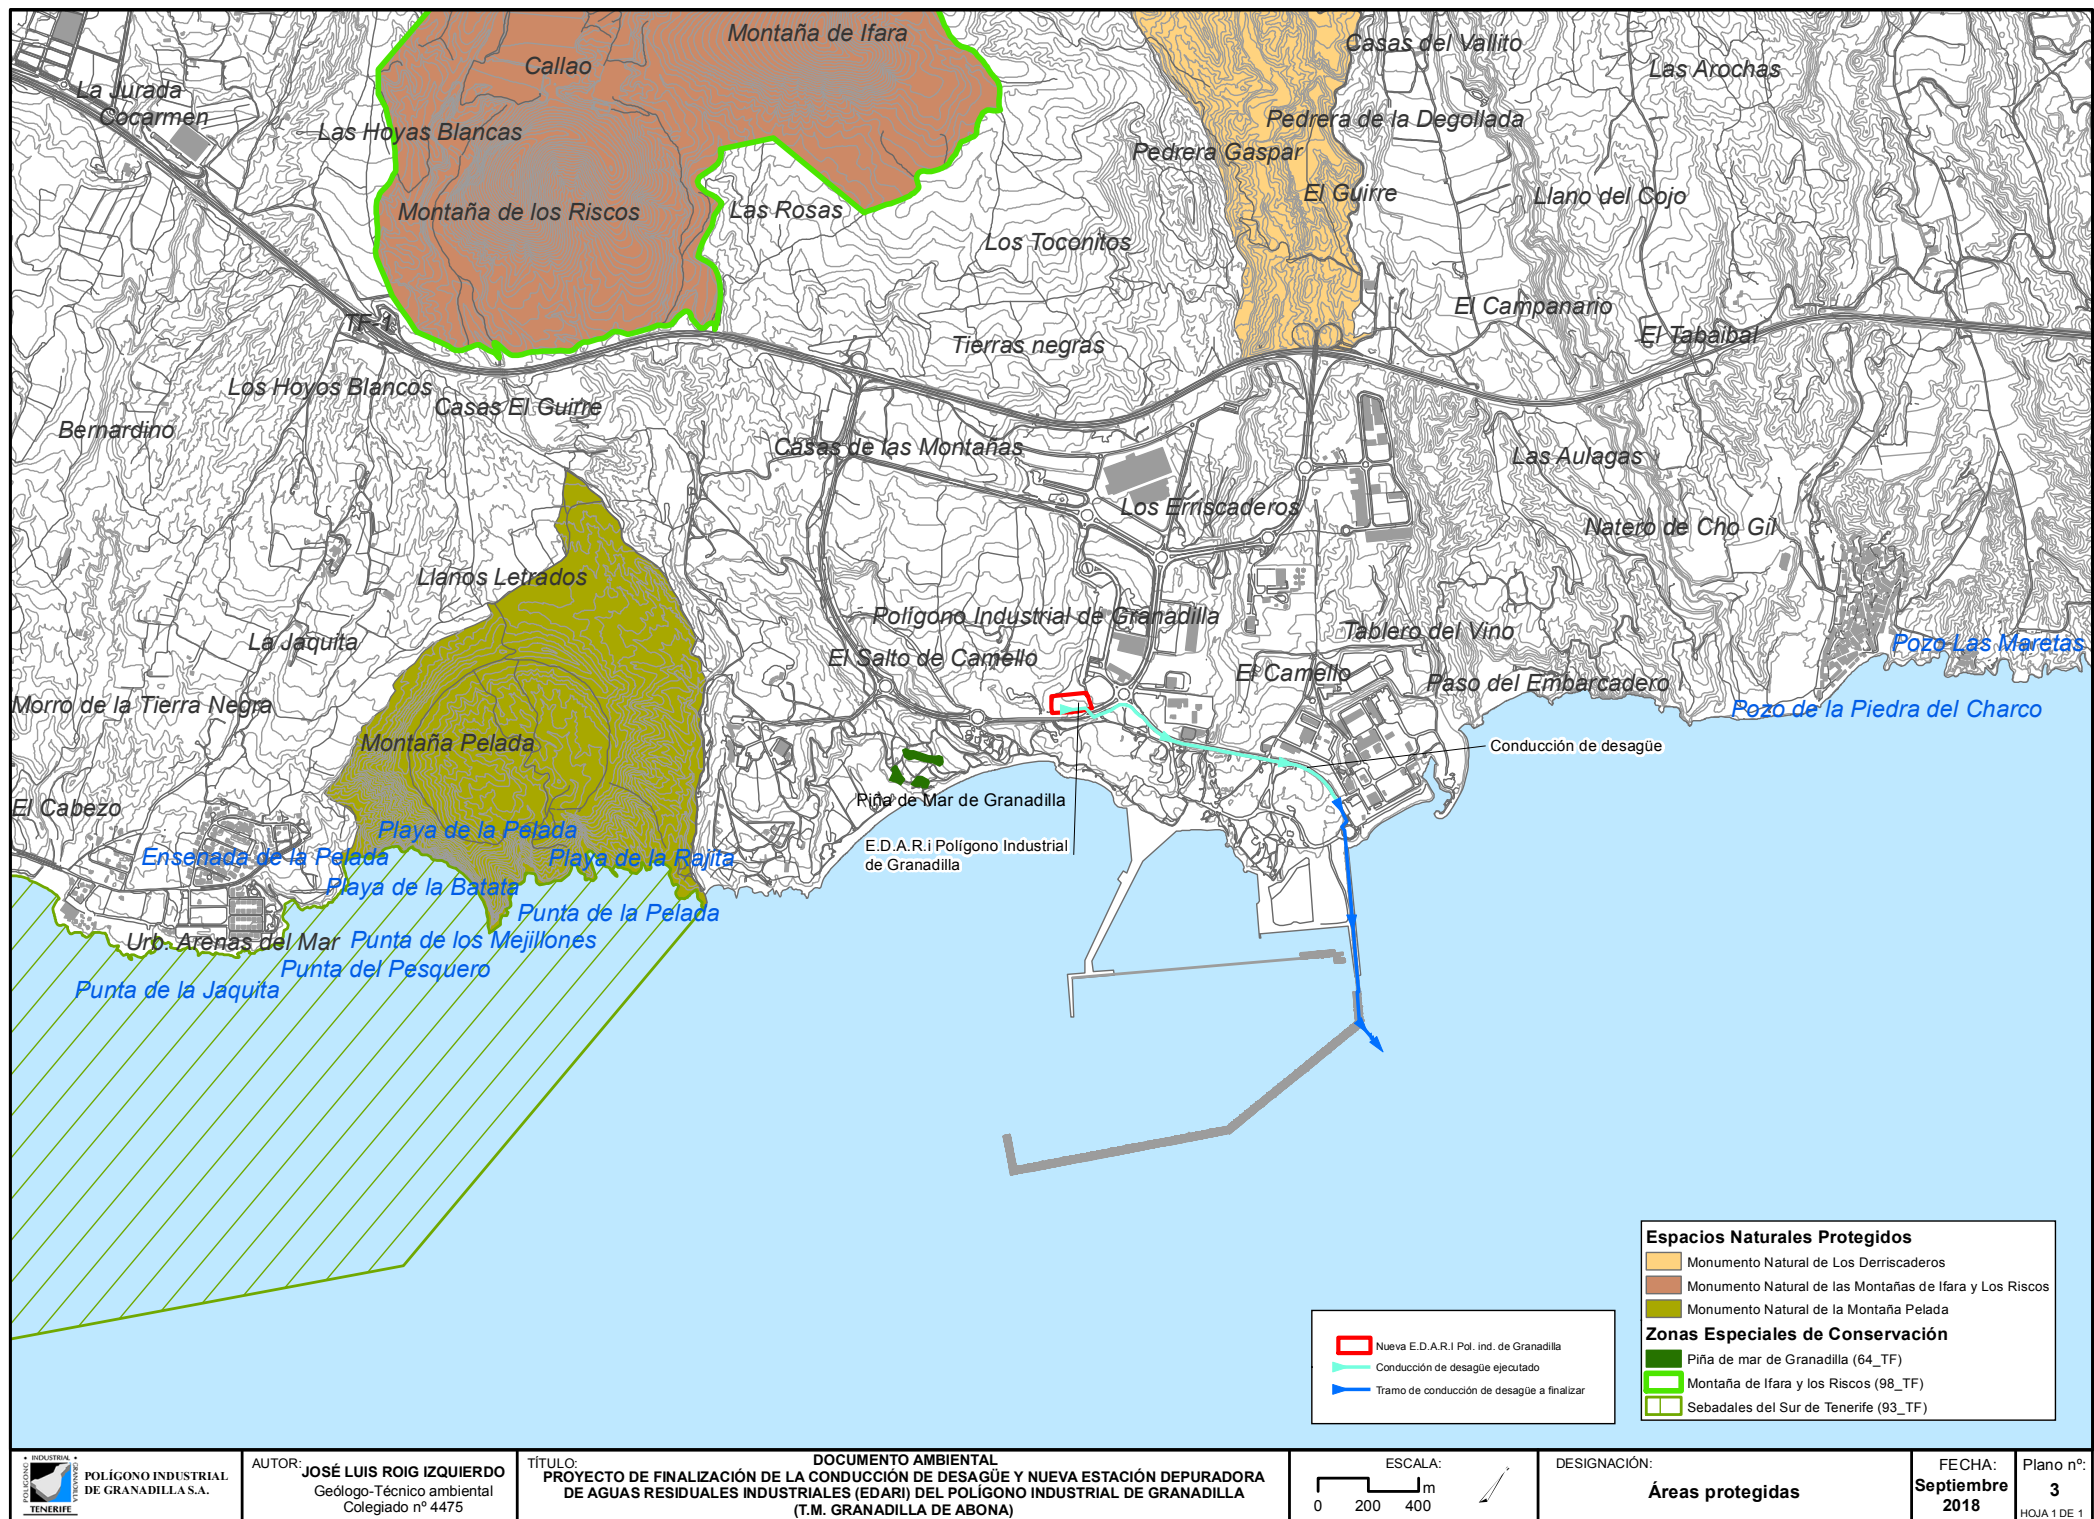 Montaña de Ifara
Casas del Vallito
Callao
Las Arochas
La Jurada
Cocarmen
Las Hoyas Blancas
Pedrera de la Degollada
Pedrera Gaspar
El Guirre
Llano del Cojo
Montaña de los Riscos
Las Rosas
Los Toconitos
El Campanario
TF-1
El Tabaibal
Tierras negras
Los Hoyos Blancos
Casas El Guirre
Bernardino
Casas de las Montañas
Las Aulagas
Los Erriscaderos
Natero de Cho Gil
Llanos Letrados
Polígono Industrial de Granadilla
La Jaquita
El Salto de Camello
Tablero del Vino
Pozo Las Maretas
El Camello
Paso del Embarcadero
Morro de la Tierra Negra
Pozo de la Piedra del Charco
Montaña Pelada
Conducción de desagüe
El Cabezo
Piña de Mar de Granadilla
Playa de la Pelada
Ensenada de la Pelada
Playa de la Rajita
E.D.A.R.i Polígono Industrial
de Granadilla
Playa de la Batata
Punta de la Pelada
Urb. Arenas del Mar
Punta de los Mejillones
Punta del Pesquero
Punta de la Jaquita
Espacios Naturales Protegidos
Monumento Natural de Los Derriscaderos
Monumento Natural de las Montañas de Ifara y Los Riscos
Monumento Natural de la Montaña Pelada
Zonas Especiales de Conservación
Piña de mar de Granadilla (64_TF)
Montaña de Ifara y los Riscos (98_TF)
Sebadales del Sur de Tenerife (93_TF)
Nueva E.D.A.R.I Pol. ind. de Granadilla
Conducción de desagüe ejecutado
Tramo de conducción de desagüe a finalizar
POLÍGONO INDUSTRIAL GRANADILLA
TENERIFE
POLÍGONO INDUSTRIAL
DE GRANADILLA S.A.
AUTOR:
JOSÉ LUIS ROIG IZQUIERDO
Geólogo-Técnico ambiental
Colegiado nº 4475
TÍTULO:
DOCUMENTO AMBIENTAL
PROYECTO DE FINALIZACIÓN DE LA CONDUCCIÓN DE DESAGÜE Y NUEVA ESTACIÓN DEPURADORA
DE AGUAS RESIDUALES INDUSTRIALES (EDARI) DEL POLÍGONO INDUSTRIAL DE GRANADILLA
(T.M. GRANADILLA DE ABONA)
ESCALA:
m
0 200 400
DESIGNACIÓN:
Áreas protegidas
FECHA:
Septiembre
2018
Plano nº:
3
HOJA 1 DE 1